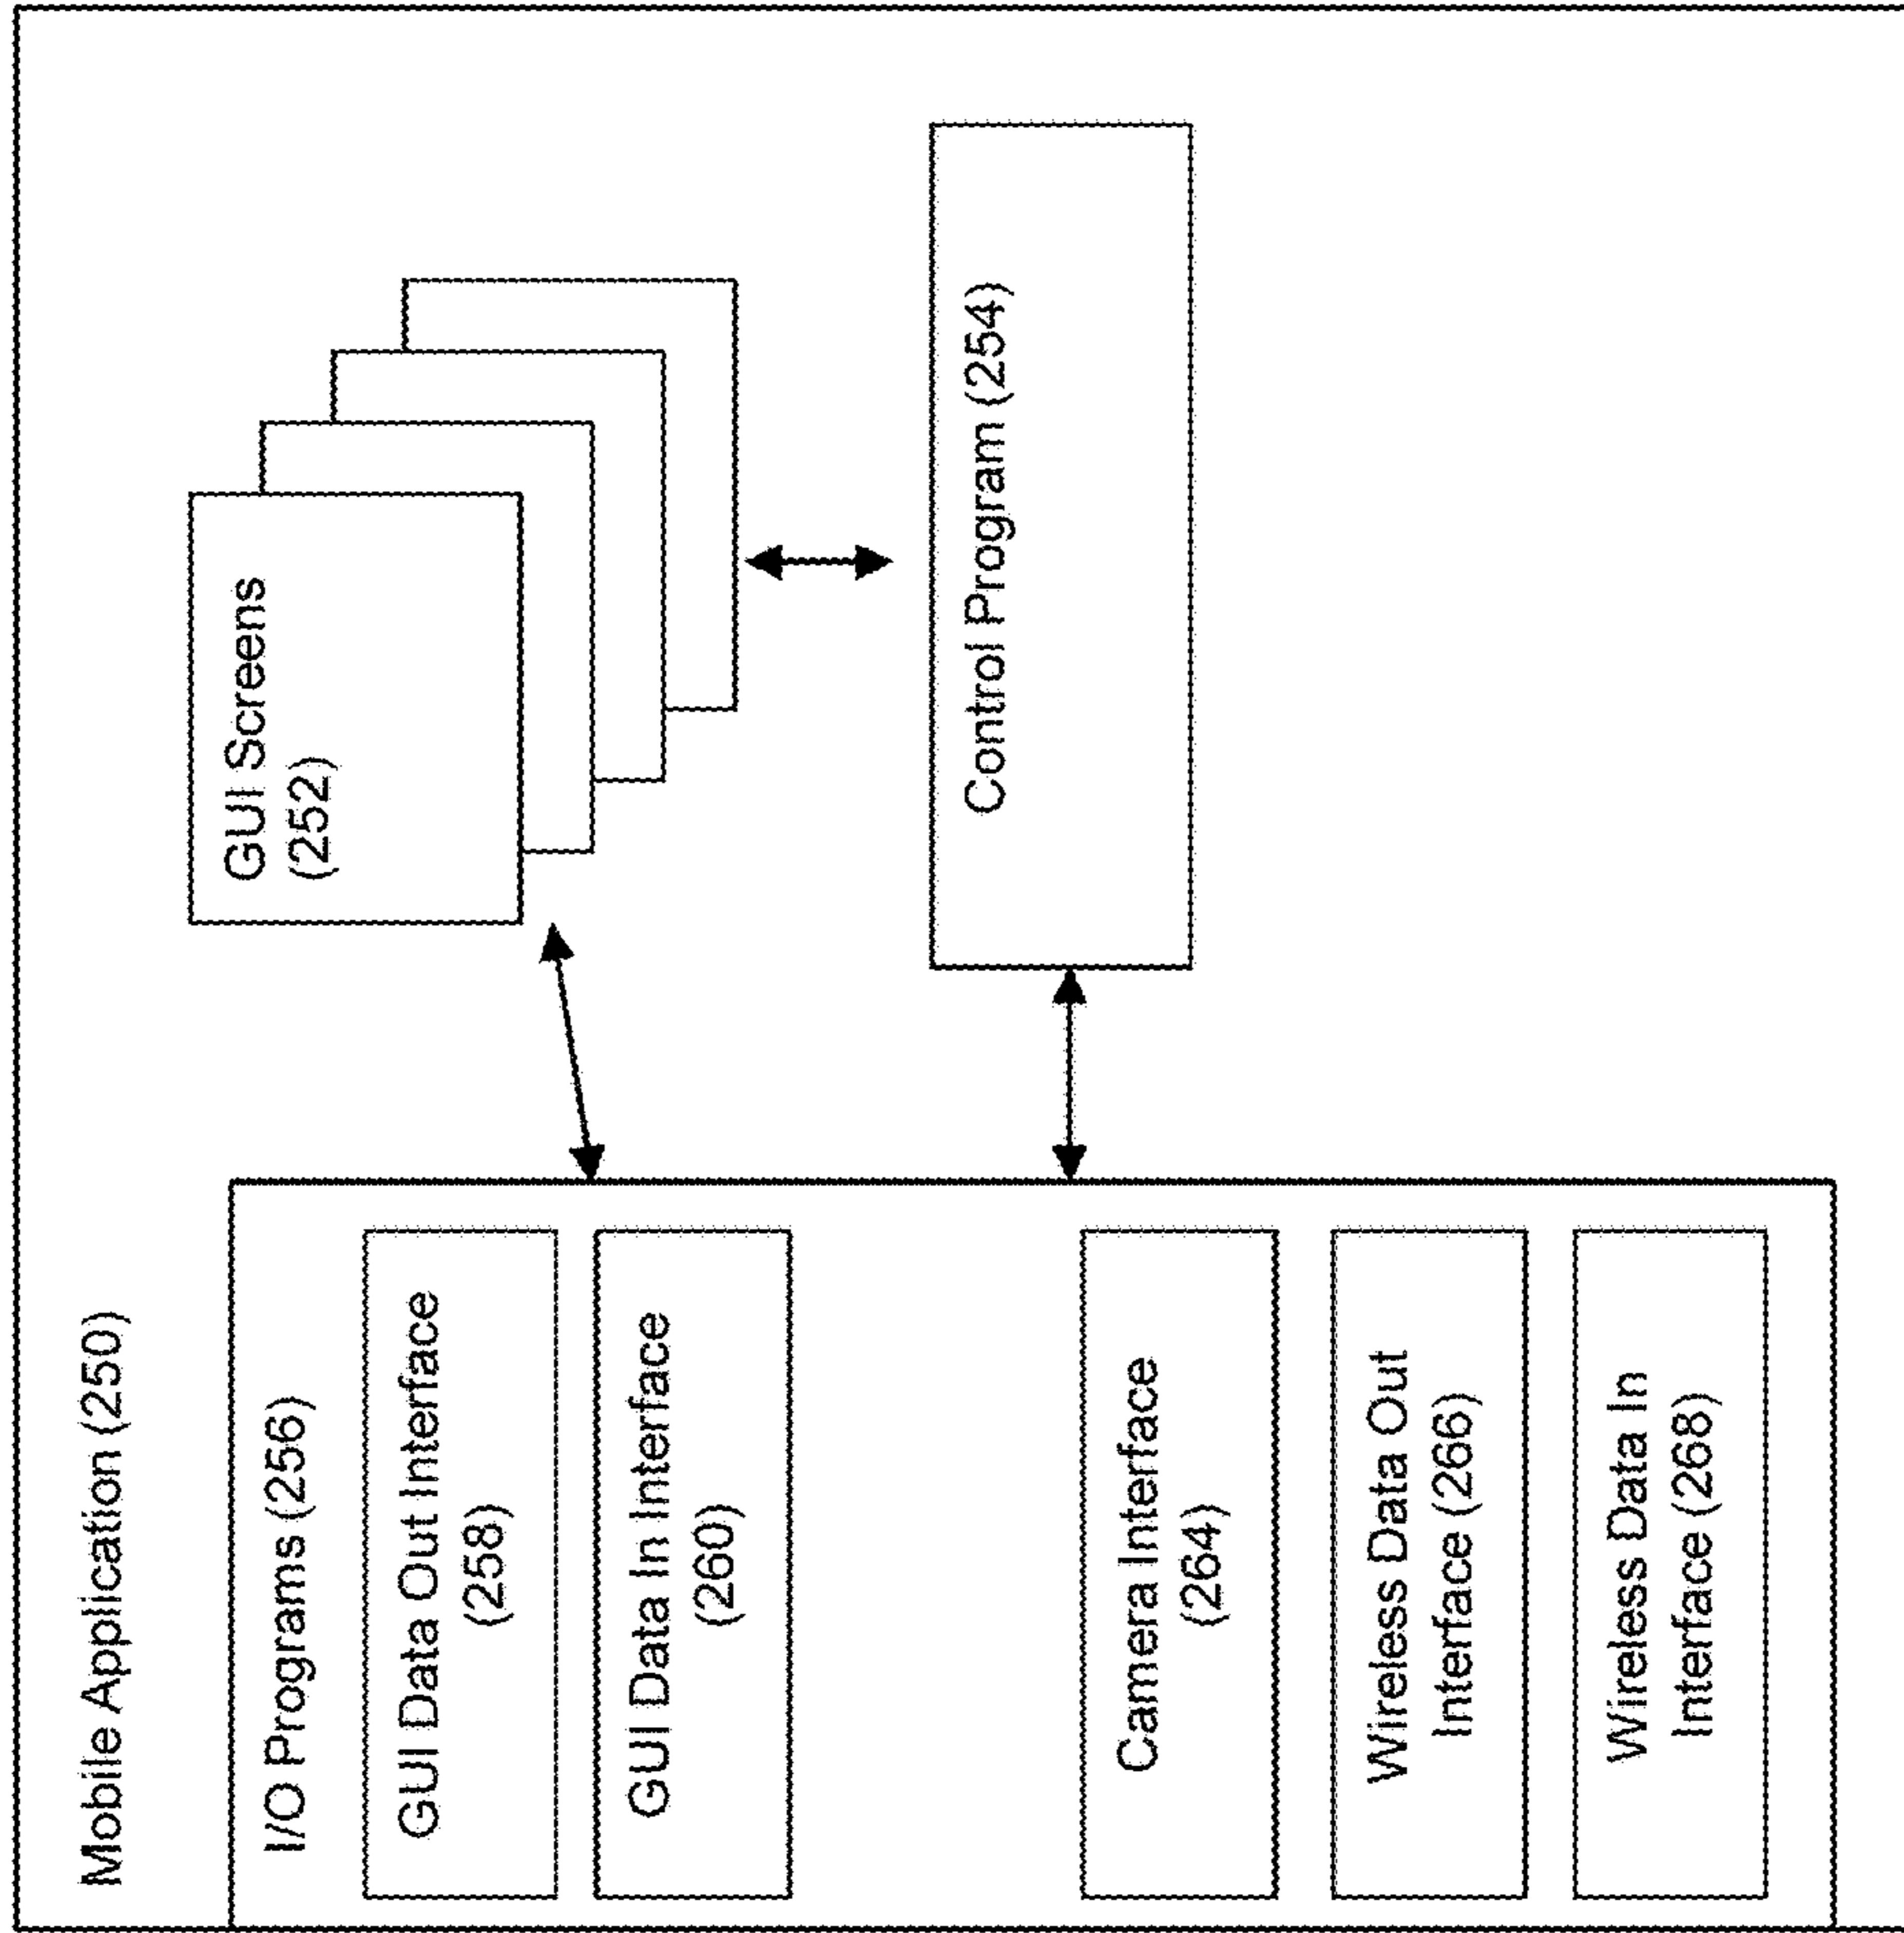 Mobile Application (250)
I/O Programs (256)
GUI Data Out Interface
(258)
GUI Data In Interface
(260)
Camera Interface
(264)
Wireless Data Out
Interface (266)
Wireless Data In
Interface (268)
GUI Screens
(252)
Control Program (254)